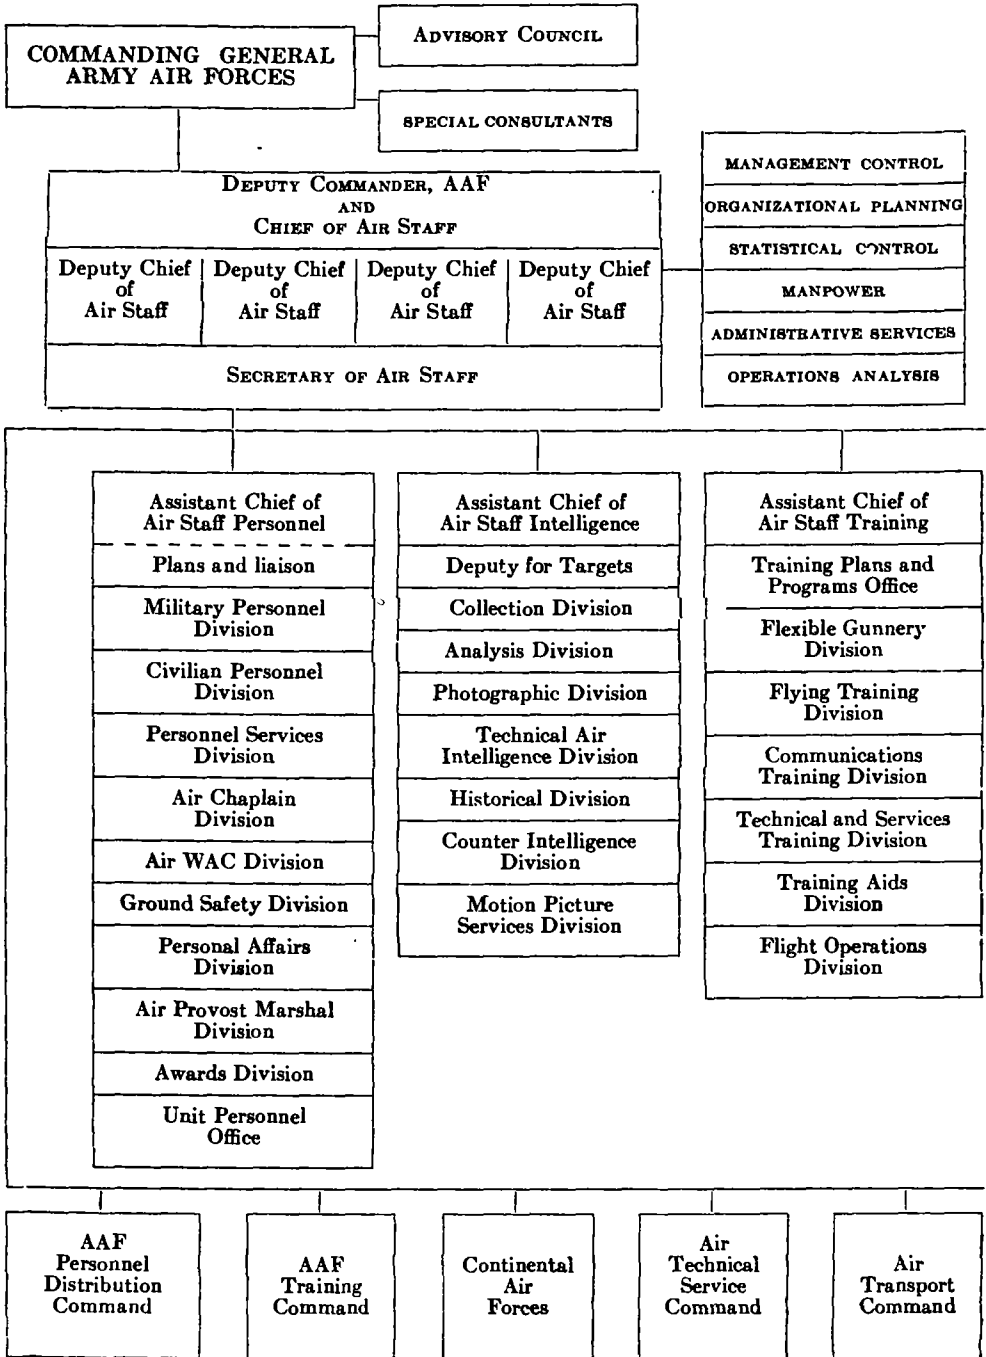 COMMANDING GENERAL
ARMY AIR FORCES
ADVISORY COUNCIL
SPECIAL CONSULTANTS
DEPUTY COMMANDER, AAF
AND
CHIEF OF AIR STAFF
Deputy Chief
of
Air Staff
Deputy Chief
of
Air Staff
Deputy Chief
of
Air Staff
Deputy Chief
of
Air Staff
SECRETARY OF AIR STAFF
MANAGEMENT CONTROL
ORGANIZATIONAL PLANNING
STATISTICAL CONTROL
MANPOWER
ADMINISTRATIVE SERVICES
OPERATIONS ANALYSIS
Assistant Chief of
Air Staff Personnel
Plans and liaison
Military Personnel
Division
Civilian Personnel
Division
Personnel Services
Division
Air Chaplain
Division
Air WAC Division
Ground Safety Division
Personal Affairs
Division
Air Provost Marshal
Division
Awards Division
Unit Personnel
Office
Assistant Chief of
Air Staff Intelligence
Deputy for Targets
Collection Division
Analysis Division
Photographic Division
Technical Air
Intelligence Division
Historical Division
Counter Intelligence
Division
Motion Picture
Services Division
Assistant Chief of
Air Staff Training
Training Plans and
Programs Office
Flexible Gunnery
Division
Flying Training
Division
Communications
Training Division
Technical and Services
Training Division
Training Aids
Division
Flight Operations
Division
AAF
Personnel
Distribution
Command
AAF
Training
Command
Continental
Air
Forces
Air
Technical
Service
Command
Air
Transport
Command